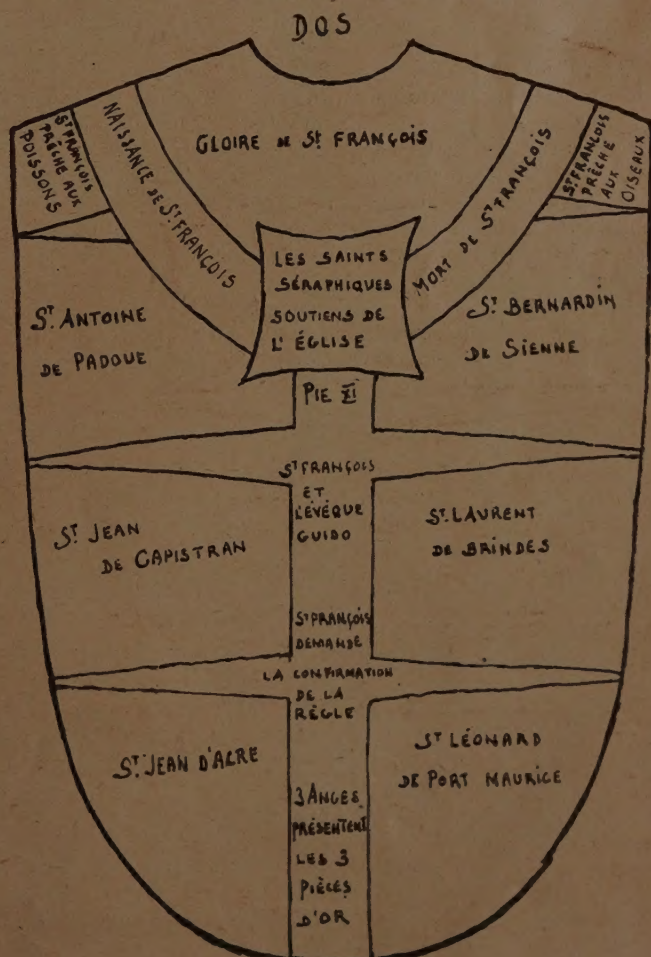 DOS
ST FRANÇOIS
PRÊCHE AUX
POISSONS
NAISSANCE DE ST FRANÇOIS
GLOIRE DE ST FRANÇOIS
MORT DE ST FRANÇOIS
ST FRANÇOIS
PRÊCHE
AUX
OISEAUX
LES SAINTS
SÉRAPHIQUES
SOUTIENS DE
L'ÉGLISE
ST ANTOINE
DE PADOUE
ST BERNARDIN
DE SIENNE
PIE XI
ST FRANÇOIS
ET
L'ÉVÊQUE
GUIDO
ST JEAN
DE CAPISTRAN
ST LAURENT
DE BRINDES
ST FRANÇOIS
DEMANDE
LA CONFIRMATION
DE LA
RÈGLE
ST JEAN D'ACRE
ST LÉONARD
DE PORT MAURICE
3 ANGES
PRÉSENTENT
LES 3
PIÈCES
D'OR